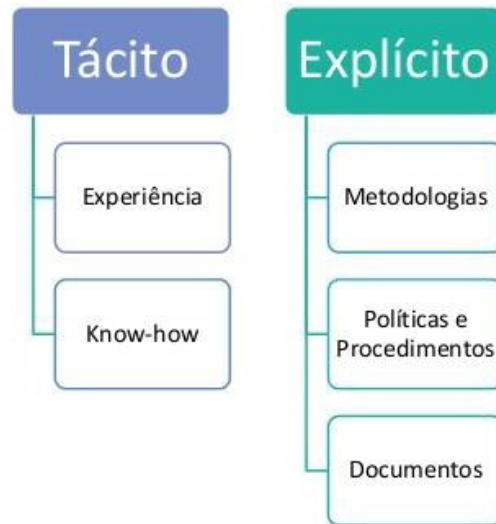 Tácito
Experiência
Know-how
Explícito
Metodologias
Políticas e
Procedimentos
Documentos